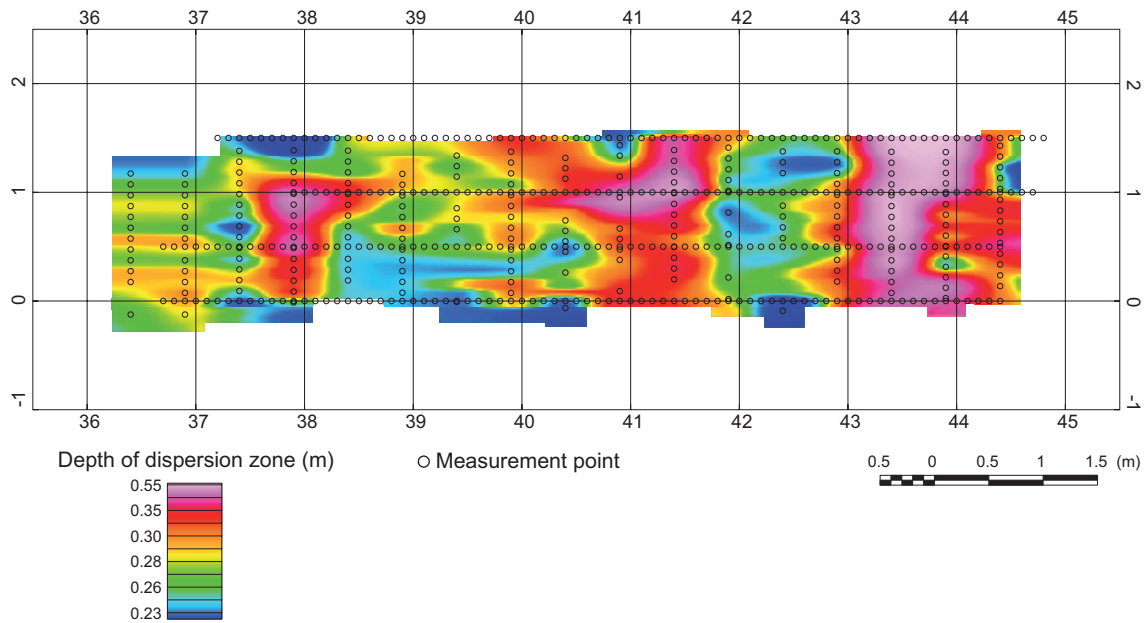 36 37 38 39 40 41 42 43 44 45
2 2
1 1
0 0
-1 -1
36 37 38 39 40 41 42 43 44 45
Depth of dispersion zone (m)
Measurement point
0.5 0 0.5 1 1.5 (m)
0.55
0.35
0.30
0.28
0.26
0.23